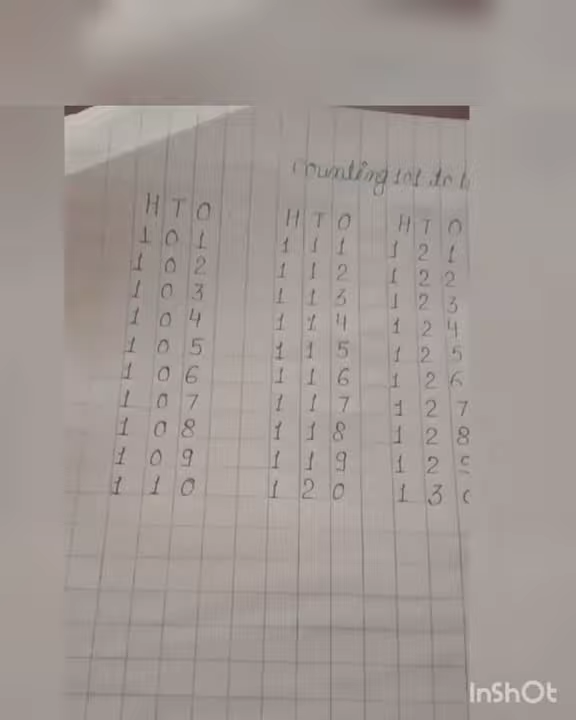 counting 101 to
H T O
1 0 1
1 0 2
1 0 3
1 0 4
1 0 5
1 0 6
1 0 7
1 0 8
1 0 9
1 1 0
H T O
1 1 1
1 1 2
1 1 3
1 1 4
1 1 5
1 1 6
1 1 7
1 1 8
1 1 9
1 2 0
H T O
1 2 1
1 2 2
1 2 3
1 2 4
1 2 5
1 2 6
1 2 7
1 2 8
1 2 9
1 3 0
InShOt